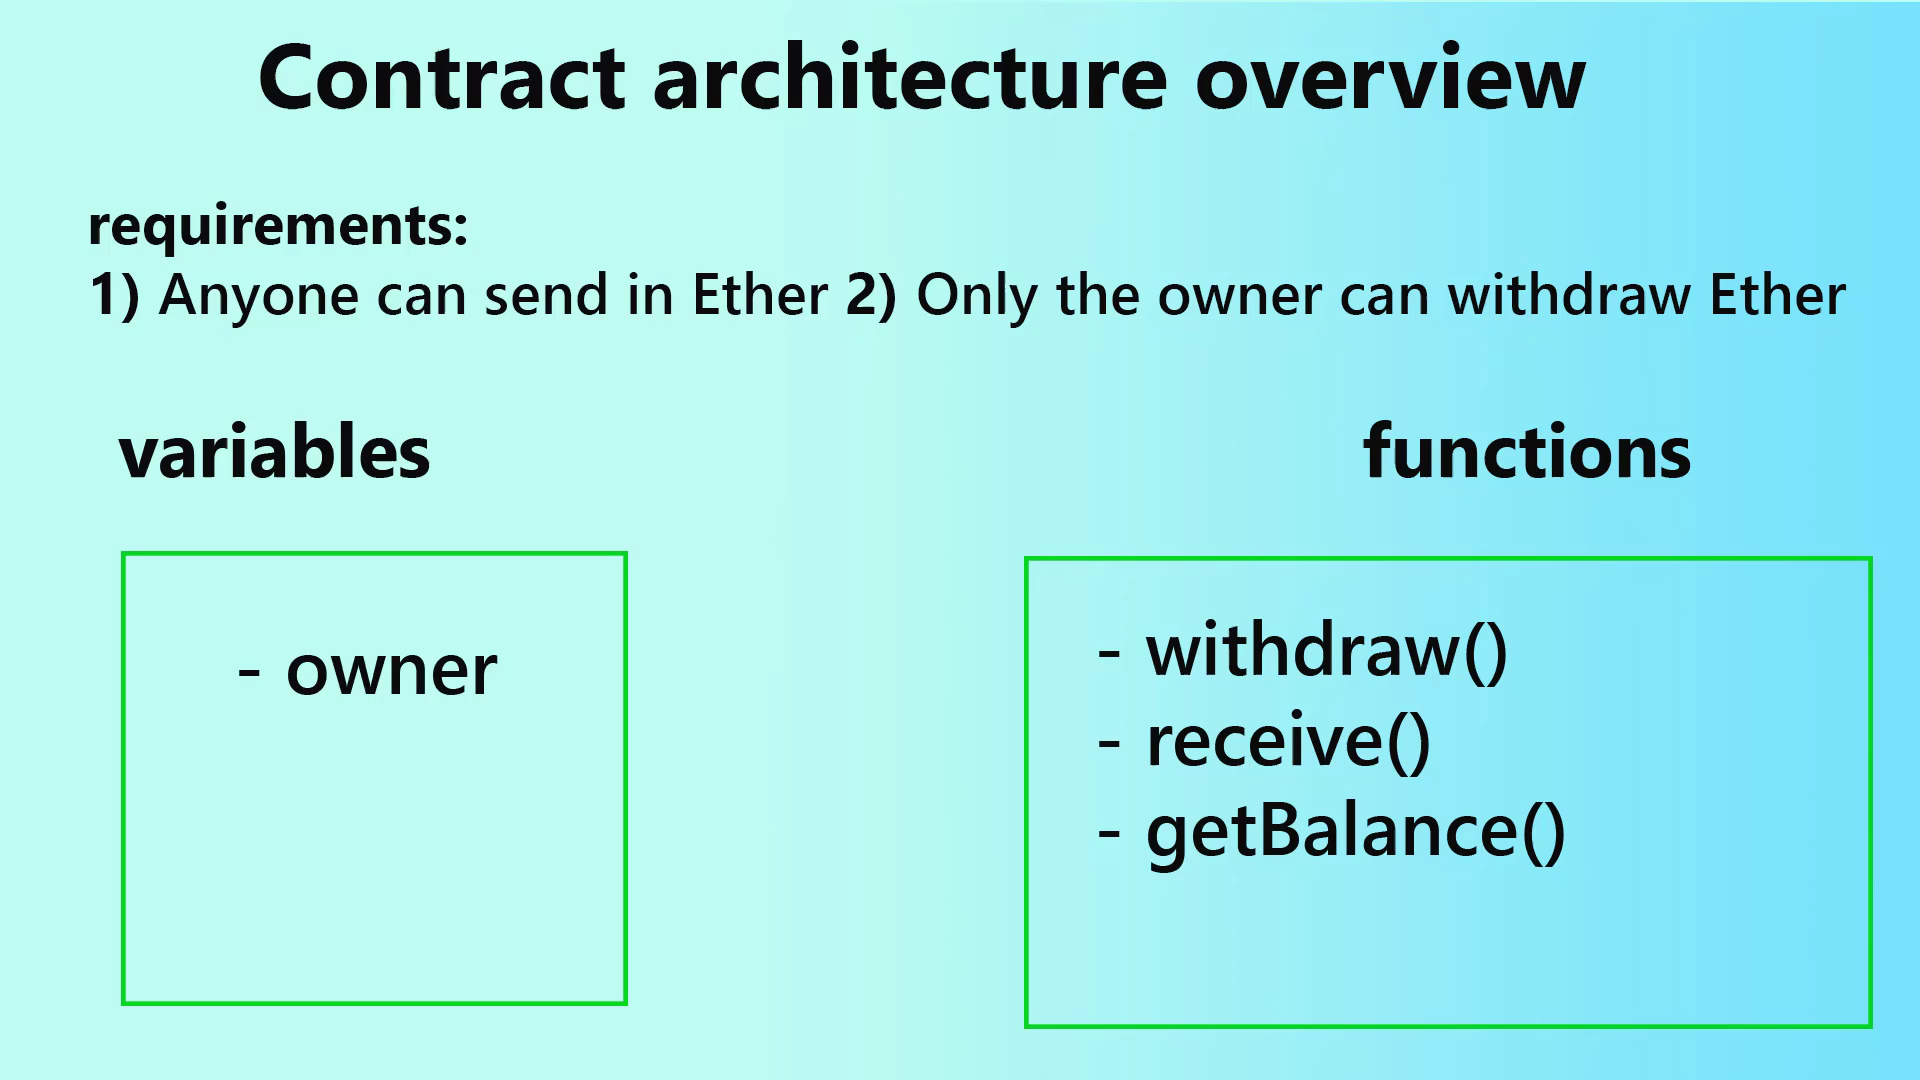 Contract architecture overview
requirements:
1) Anyone can send in Ether 2) Only the owner can withdraw Ether
variables
functions
- owner
- withdraw()
- receive()
- getBalance()